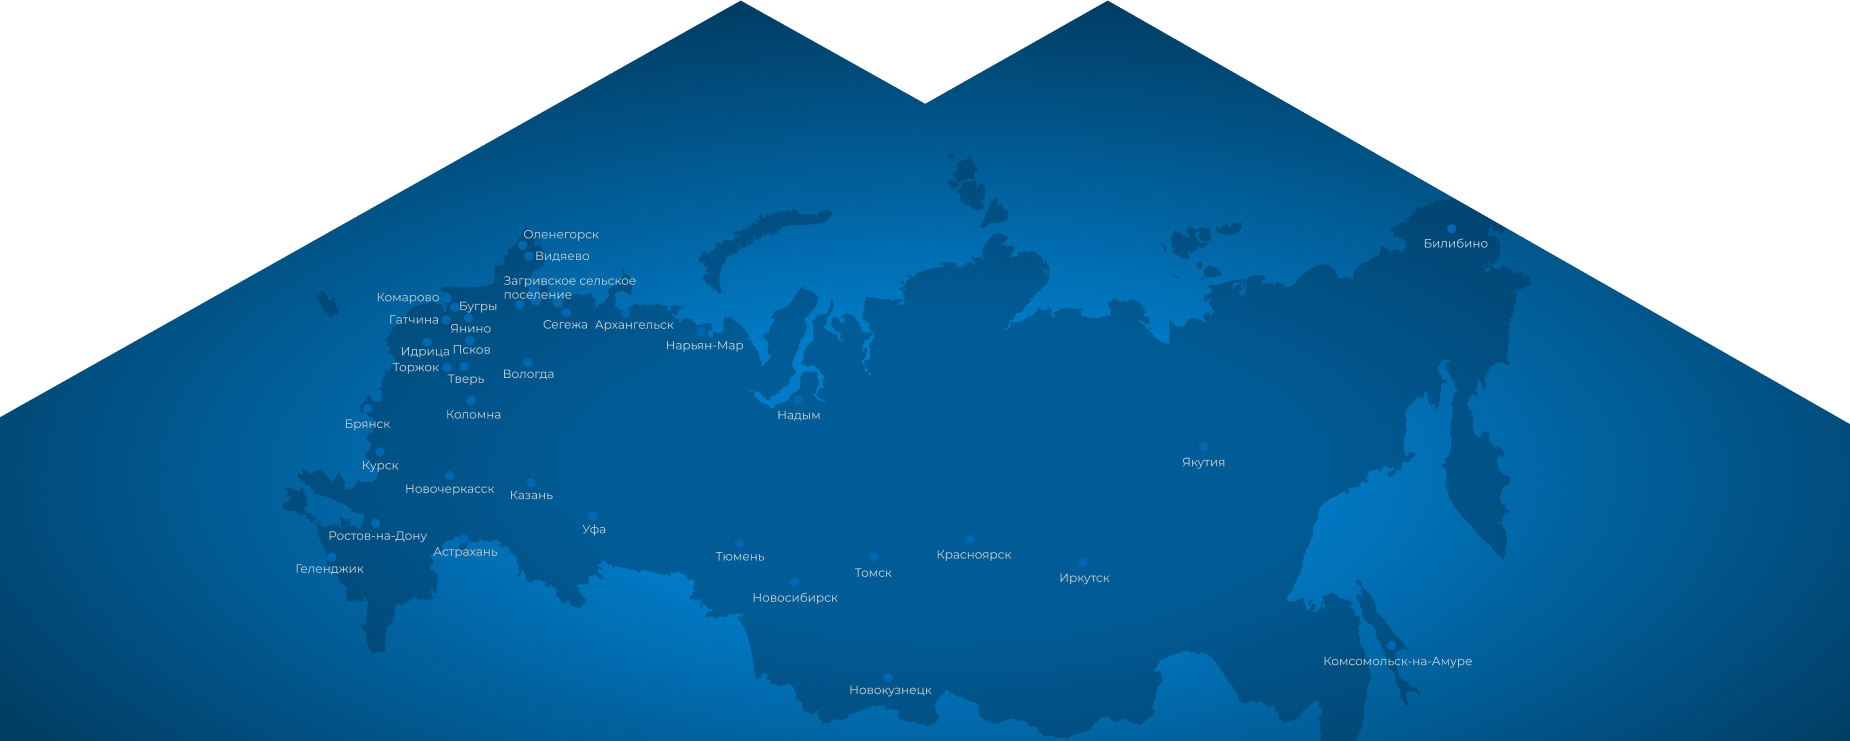 Оленегорск
Билибино
Видяево
Загривское сельское
поселение
Комарово
Бугры
Гатчина
Янино
Сегежа
Архангельск
Нарьян-Мар
Идрица
Псков
Торжок
Тверь
Вологда
Коломна
Надым
Брянск
Курск
Якутия
Новочеркасск
Казань
Уфа
Ростов-на-Дону
Астрахань
Тюмень
Красноярск
Геленджик
Томск
Иркутск
Новосибирск
Комсомольск-на-Амуре
Новокузнецк